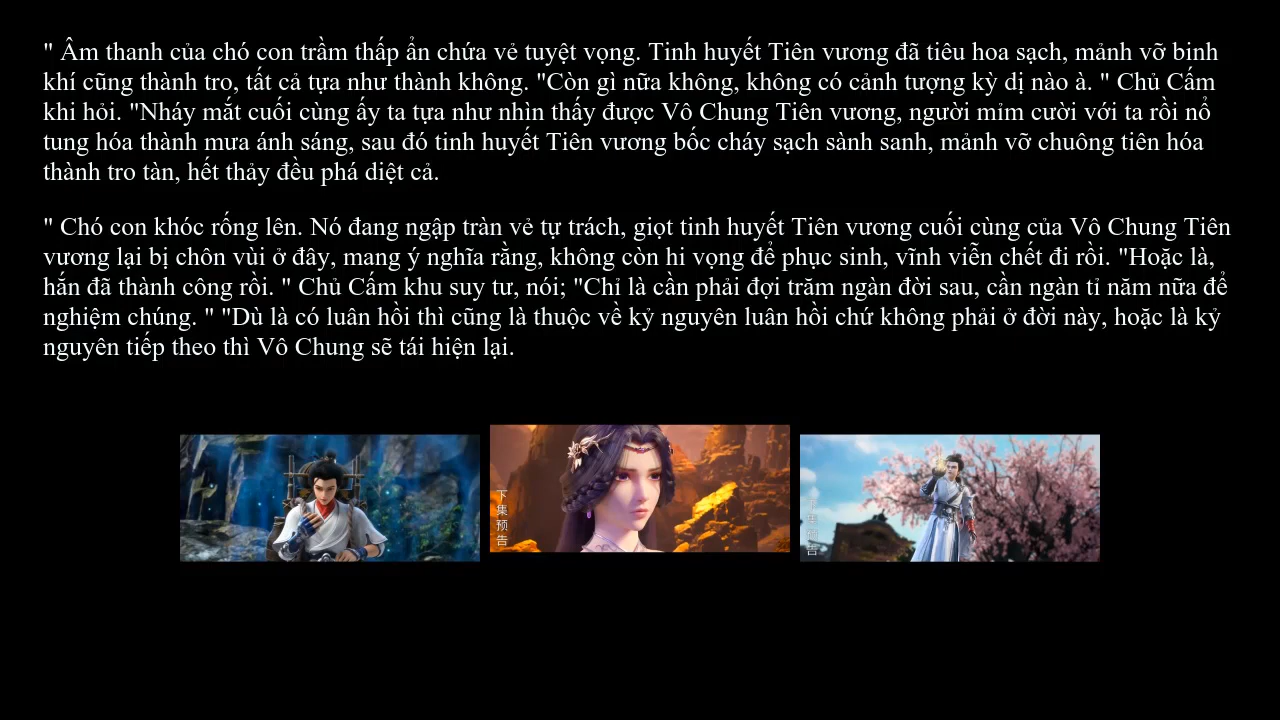 " Âm thanh của chó con trầm thấp ẩn chứa vẻ tuyệt vọng. Tinh huyết Tiên vương đã tiêu hoa sạch, mảnh vỡ binh
khí cũng thành tro, tất cả tựa như thành không. "Còn gì nữa không, không có cảnh tượng kỳ dị nào à. " Chủ Cấm
khi hỏi. "Nháy mắt cuối cùng ấy ta tựa như nhìn thấy được Vô Chung Tiên vương, người mỉm cười với ta rồi nổ
tung hóa thành mưa ánh sáng, sau đó tinh huyết Tiên vương bốc cháy sạch sành sanh, mảnh vỡ chuông tiên hóa
thành tro tàn, hết thảy đều phá diệt cả.
" Chó con khóc rống lên. Nó đang ngập tràn vẻ tự trách, giọt tinh huyết Tiên vương cuối cùng của Vô Chung Tiên
vương lại bị chôn vùi ở đây, mang ý nghĩa rằng, không còn hi vọng để phục sinh, vĩnh viễn chết đi rồi. "Hoặc là,
hắn đã thành công rồi. " Chủ Cấm khu suy tư, nói; "Chỉ là cần phải đợi trăm ngàn đời sau, cần ngàn tỉ năm nữa để
nghiệm chúng. " "Dù là có luân hồi thì cũng là thuộc về kỷ nguyên luân hồi chứ không phải ở đời này, hoặc là kỷ
nguyên tiếp theo thì Vô Chung sẽ tái hiện lại.
下集预告
下集预告